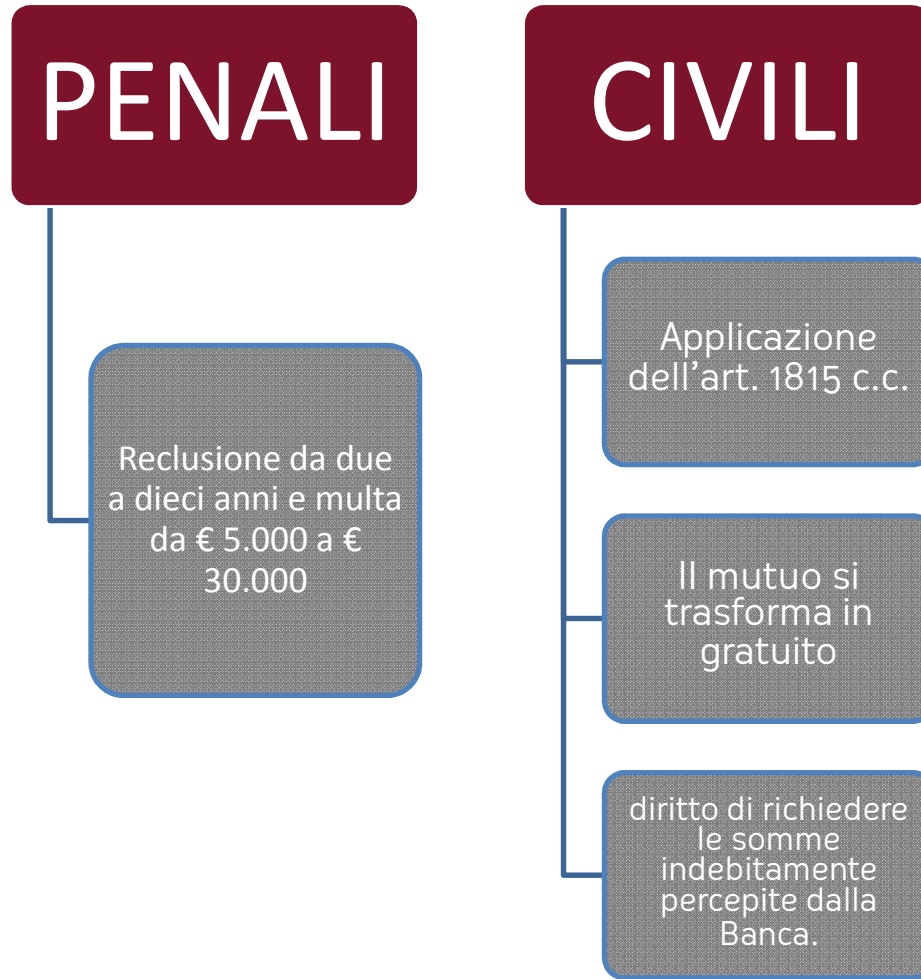 PENALI
Reclusione da due
a dieci anni e multa
da € 5.000 a €
30.000
CIVILI
Applicazione
dell’art. 1815 c.c.
Il mutuo si
trasforma in
gratuito
diritto di richiedere
le somme
indebitamente
percepite dalla
Banca.